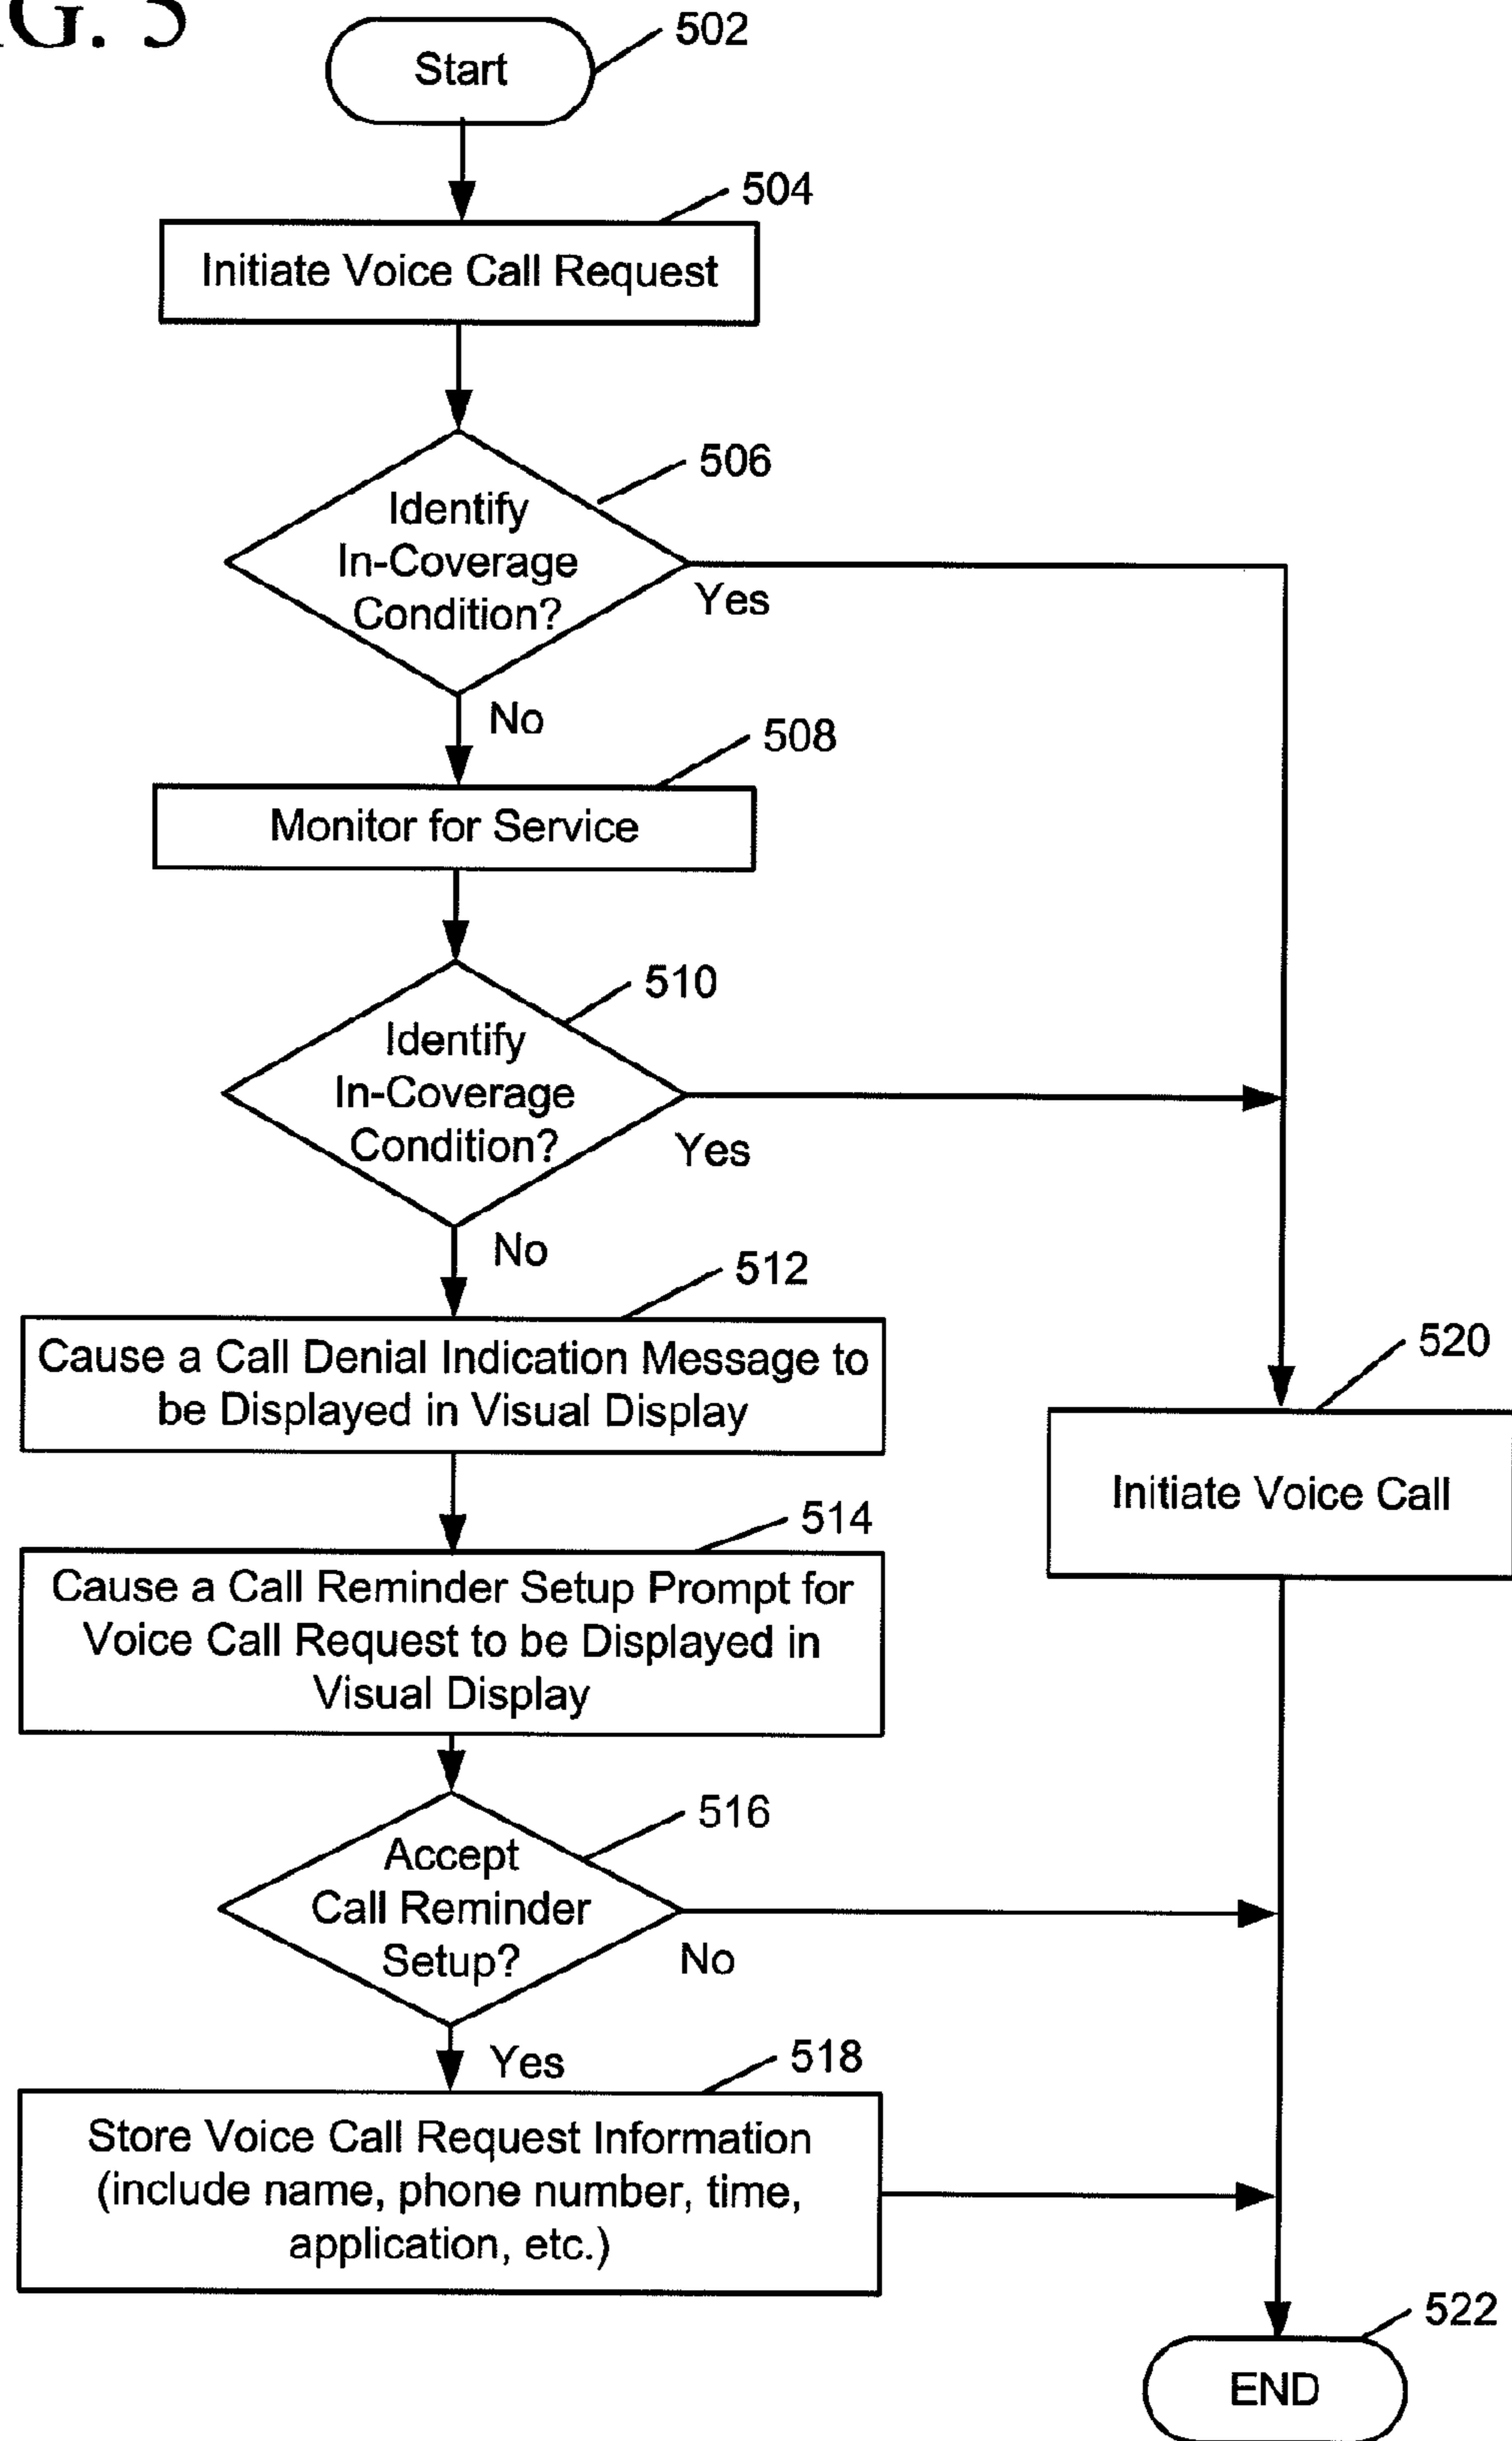 G. 5
502
Start
504
Initiate Voice Call Request
506
Identify
In-Coverage
Condition?
Yes
No
508
Monitor for Service
510
Identify
In-Coverage
Condition?
Yes
No
512
Cause a Call Denial Indication Message to
be Displayed in Visual Display
520
Initiate Voice Call
514
Cause a Call Reminder Setup Prompt for
Voice Call Request to be Displayed in
Visual Display
516
Accept
Call Reminder
Setup?
No
Yes
518
Store Voice Call Request Information
(include name, phone number, time,
application, etc.)
522
END